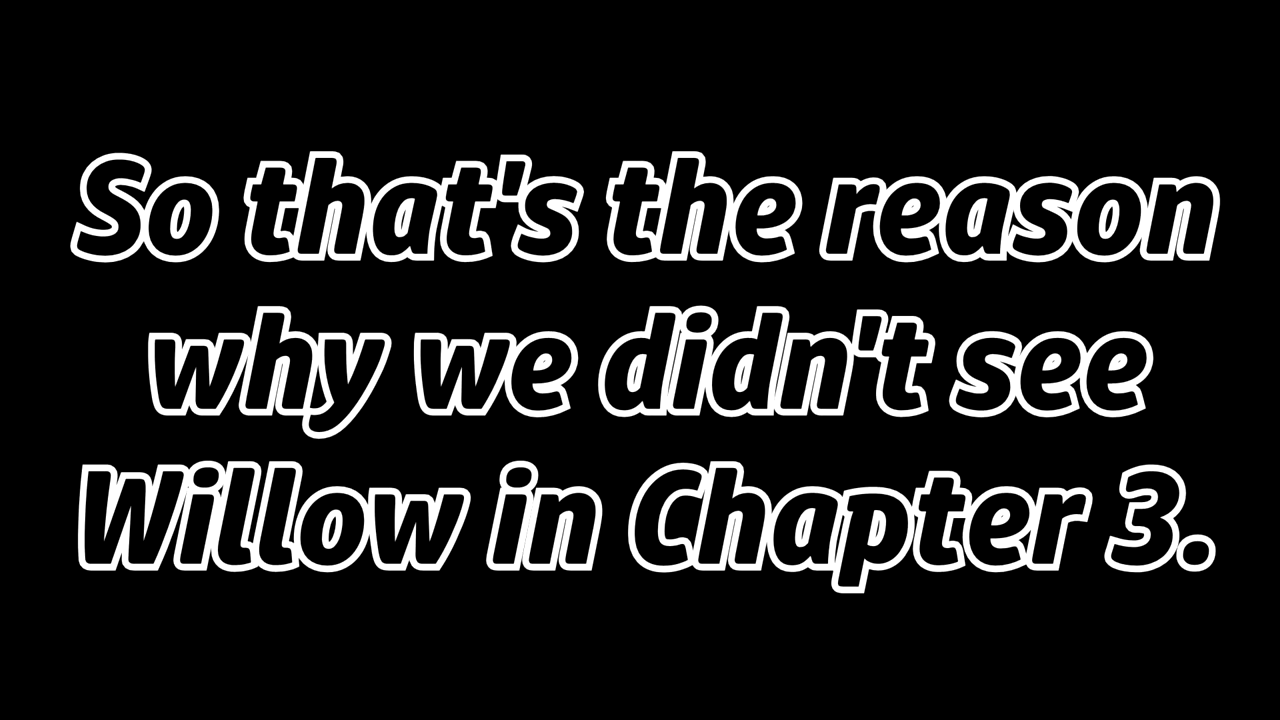 So that's the reason
why we didn't see
Willow in Chapter 3.